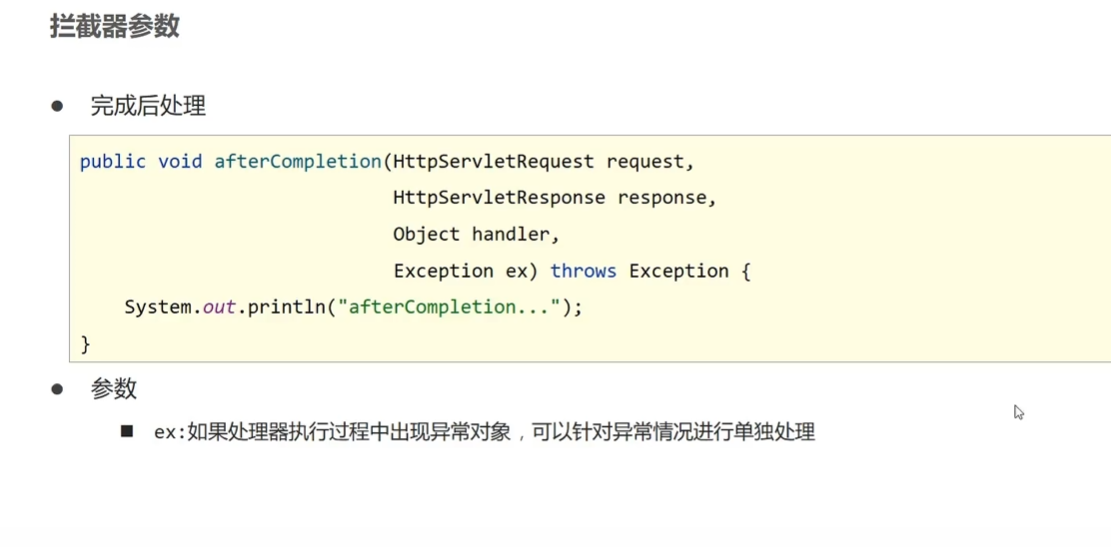 拦截器参数
● 完成后处理
public void afterCompletion(HttpServletRequest request,
HttpServletResponse response,
Object handler,
Exception ex) throws Exception {
System.out.println("afterCompletion...");
}
● 参数
■ ex:如果处理器执行过程中出现异常对象，可以针对异常情况进行单独处理